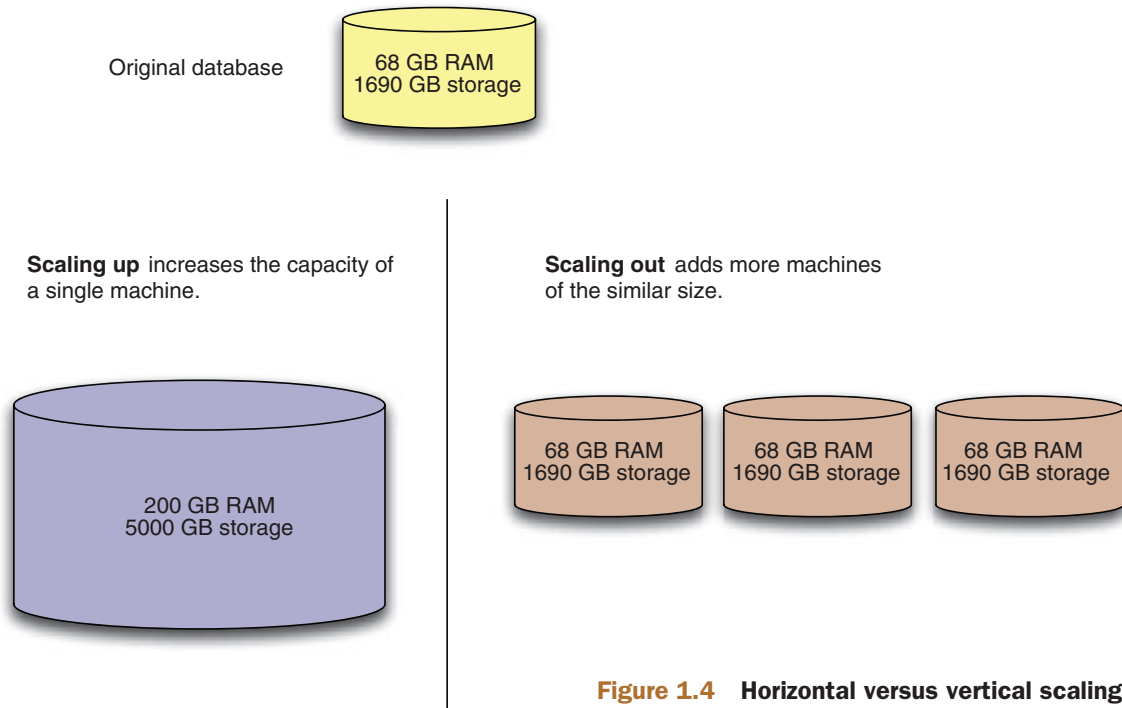 Original database
68 GB RAM
1690 GB storage
Scaling up increases the capacity of
a single machine.
200 GB RAM
5000 GB storage
Scaling out adds more machines
of the similar size.
68 GB RAM
1690 GB storage
68 GB RAM
1690 GB storage
68 GB RAM
1690 GB storage
Figure 1.4 Horizontal versus vertical scaling